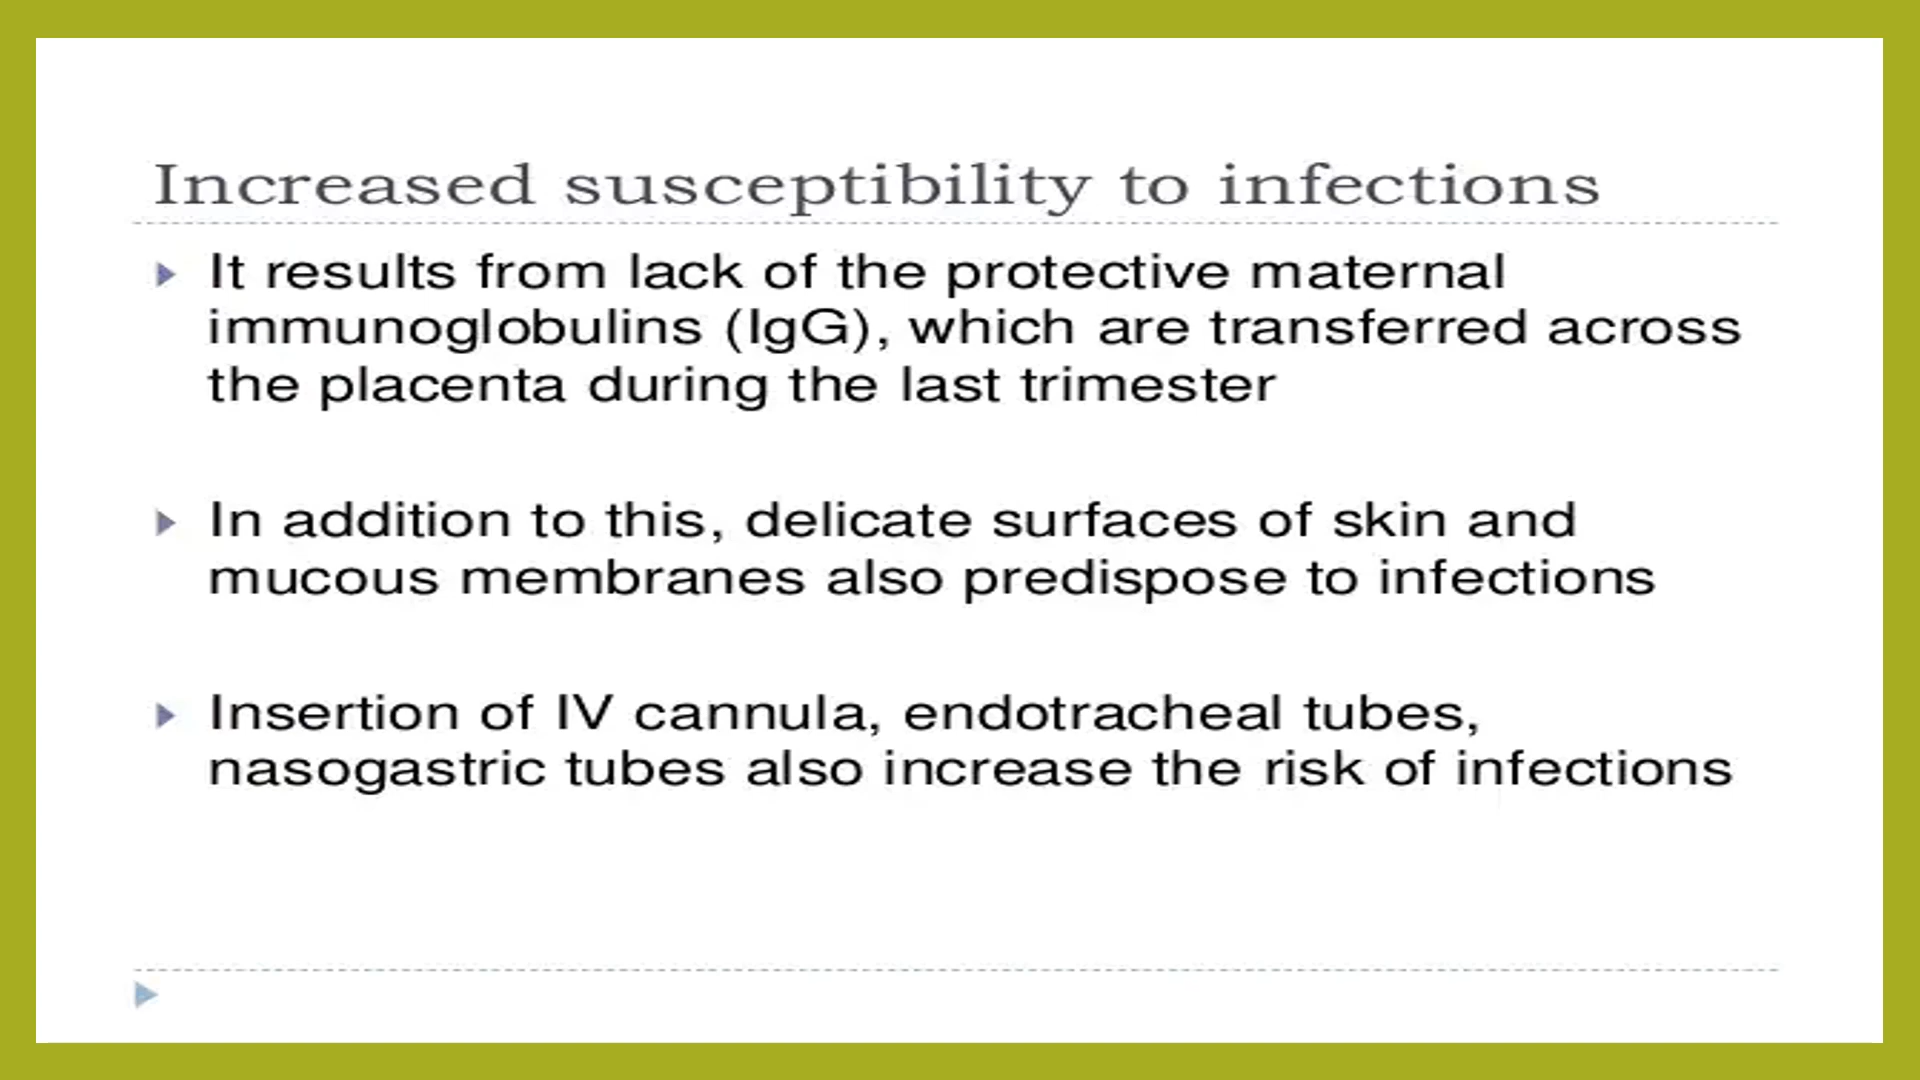 Increased susceptibility to infections
It results from lack of the protective maternal
immunoglobulins (IgG), which are transferred across
the placenta during the last trimester
In addition to this, delicate surfaces of skin and
mucous membranes also predispose to infections
Insertion of IV cannula, endotracheal tubes,
nasogastric tubes also increase the risk of infections